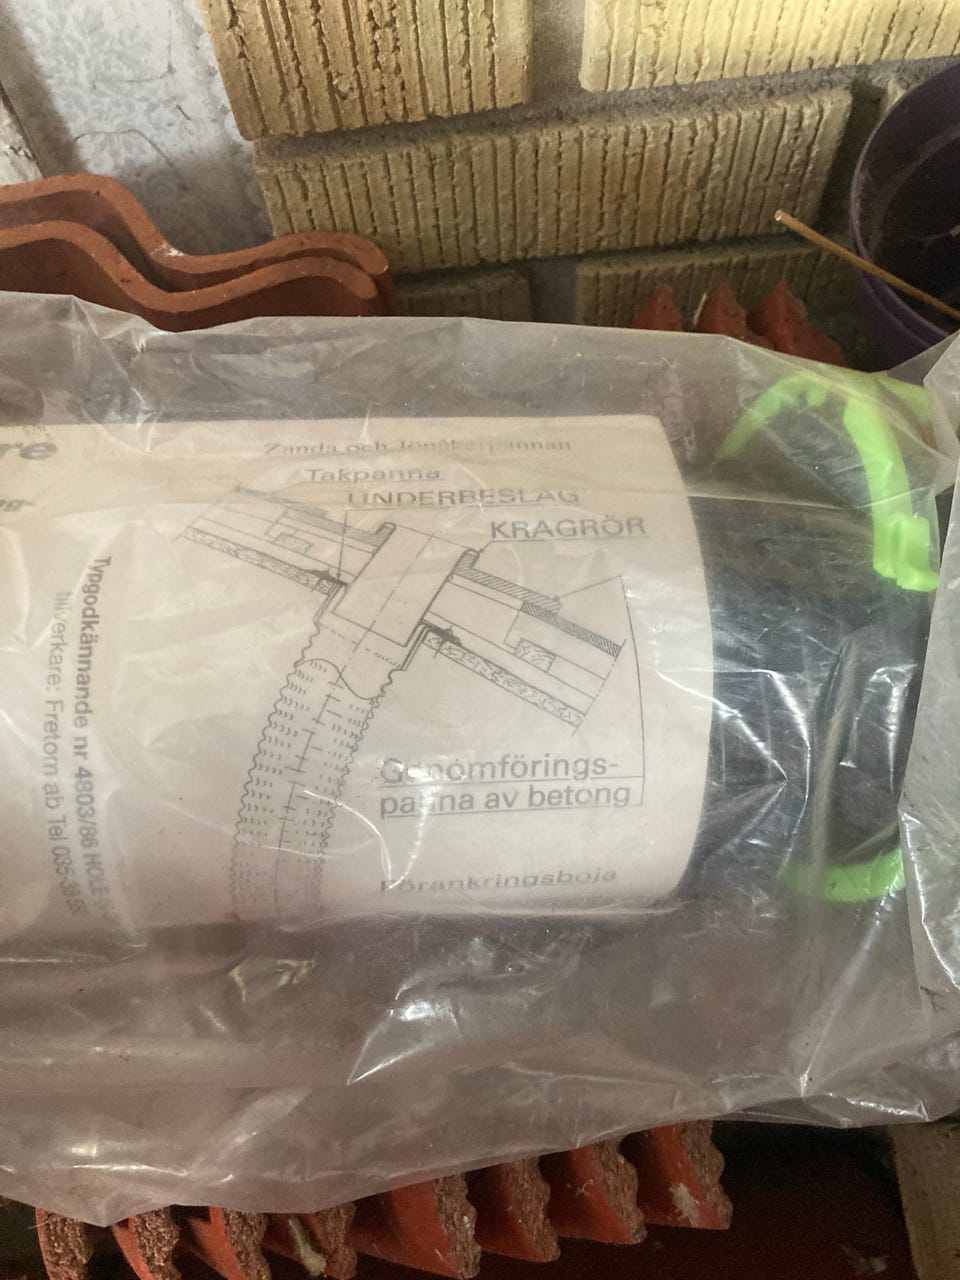 re
Zanda och Jönåkerpannan
Takpanna
UNDERBESLAG
KRAGRÖR
Genomförings-
panna av betong
Förankringsboja
Typgodkännande nr 4803/86
Tillverkare: Fretom ab Tel 035-